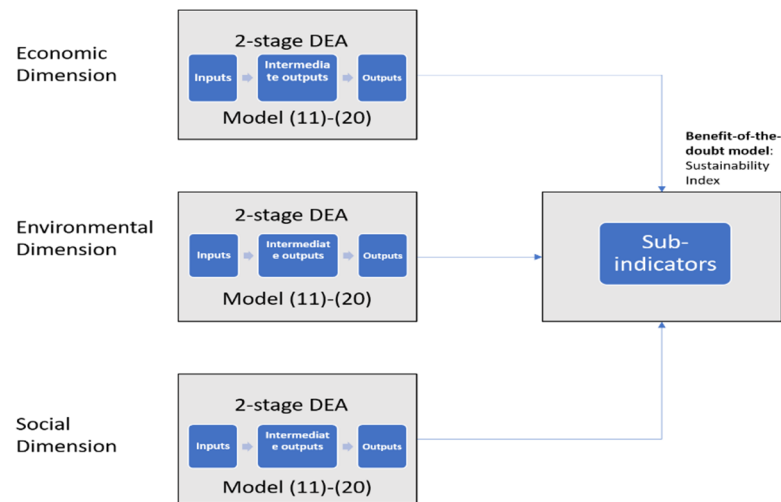 Economic
Dimension
2-stage DEA
Inputs
Intermedia
te outputs
Outputs
Model (11)-(20)
Benefit-of-the-
doubt model:
Sustainability
Index
Environmental
Dimension
2-stage DEA
Inputs
Intermediat
e outputs
Outputs
Model (11)-(20)
Sub-
indicators
Social
Dimension
2-stage DEA
Inputs
Intermediat
e outputs
Outputs
Model (11)-(20)